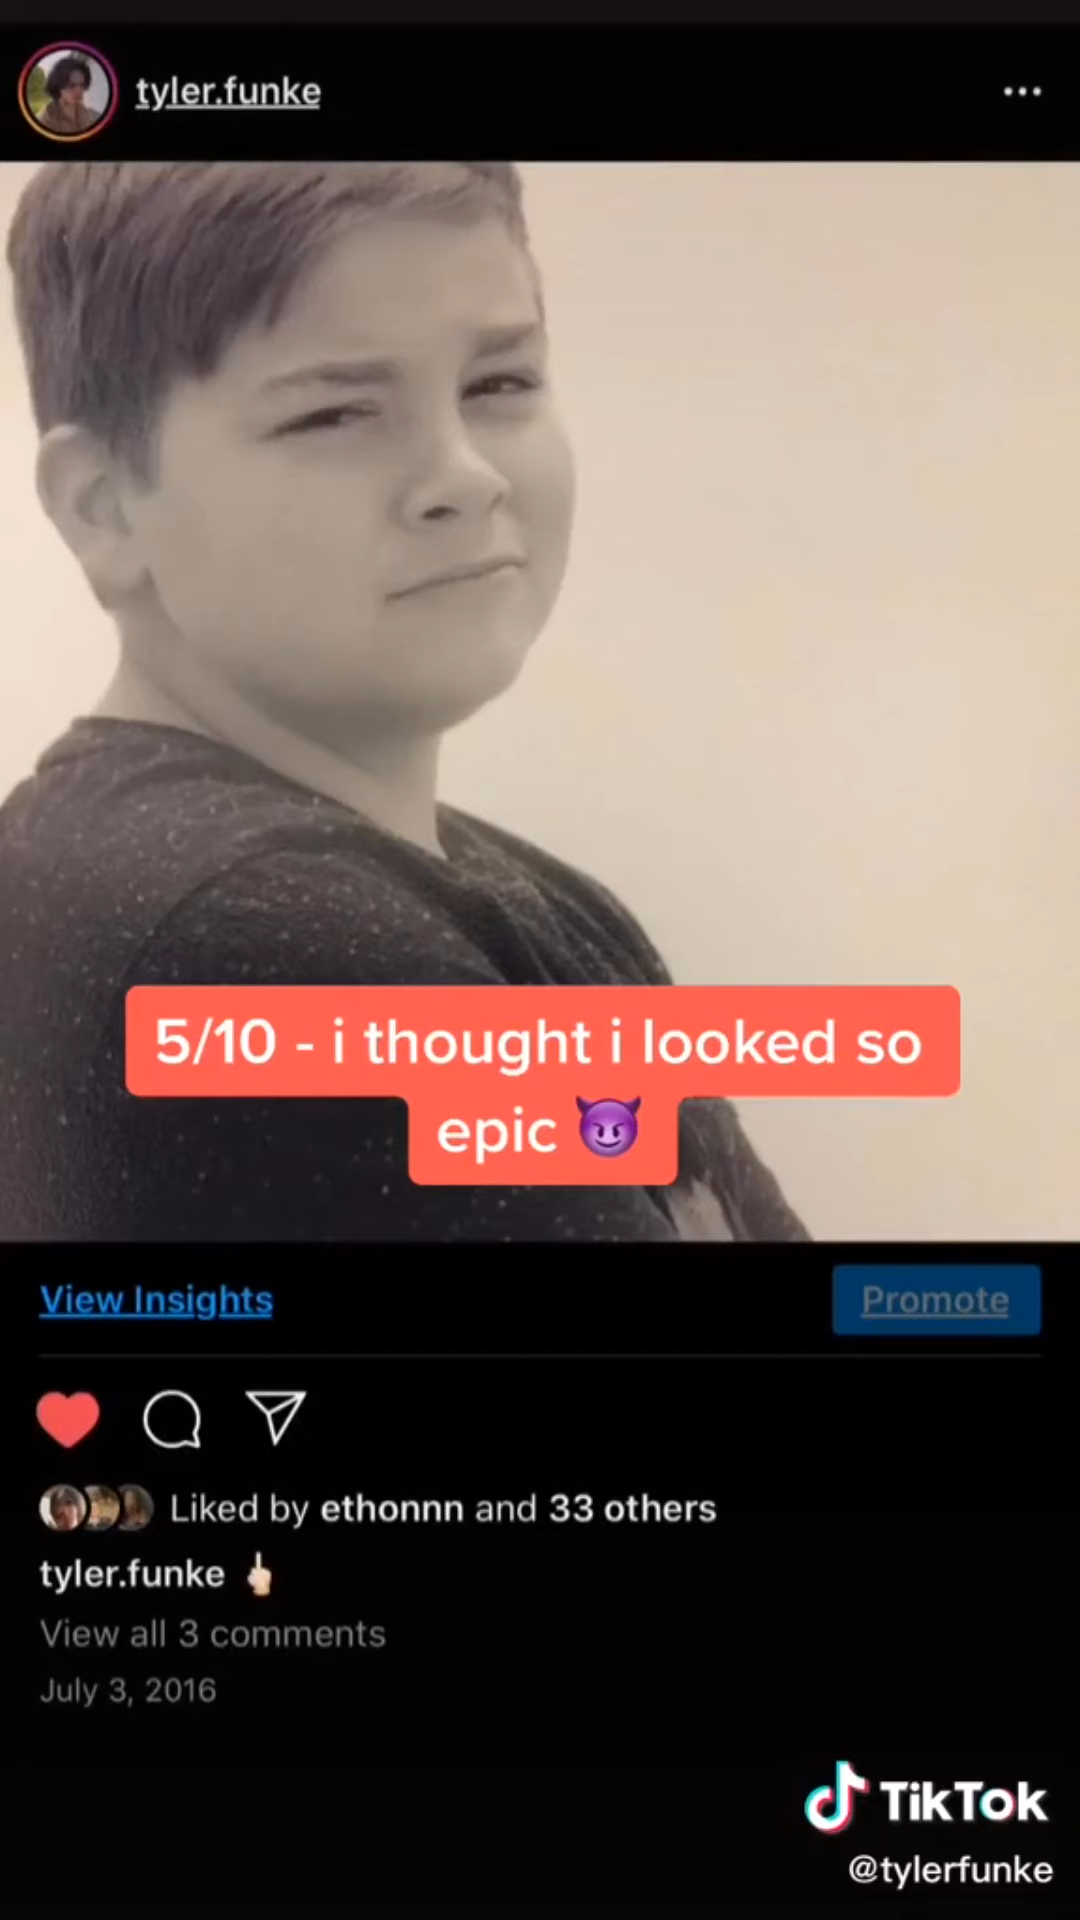 tyler.funke
5/10 - i thought i looked so
epic 😈
View Insights
Promote
Liked by ethonnn and 33 others
tyler.funke 🖕🏻
View all 3 comments
July 3, 2016
TikTok
@tylerfunke